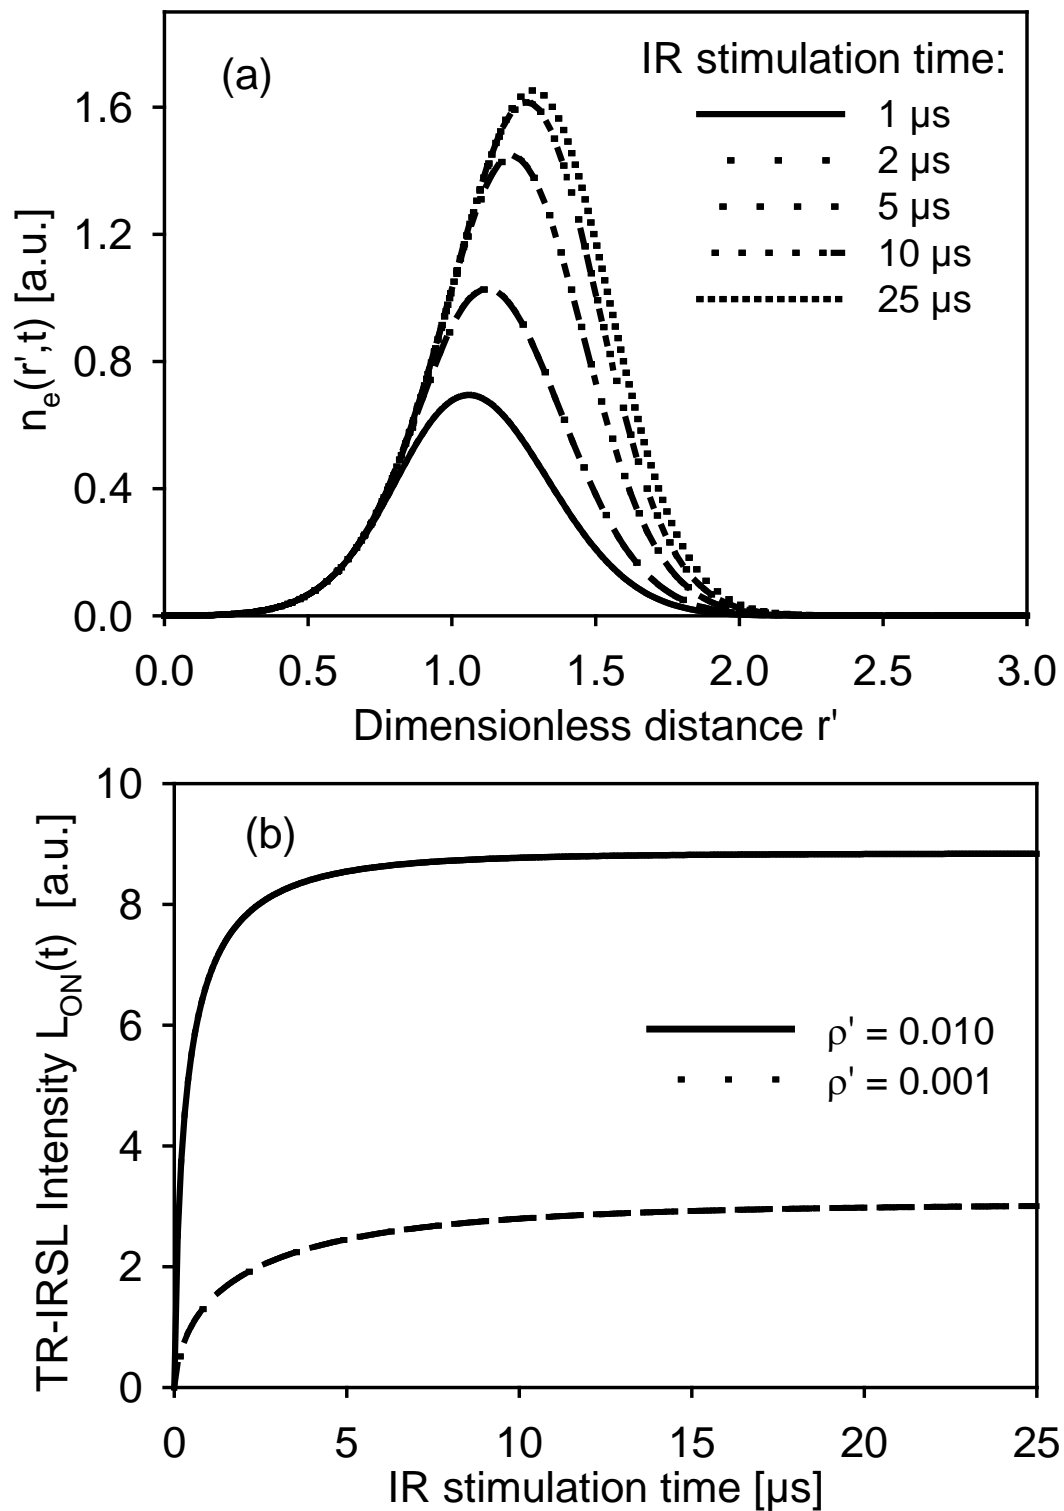 (a)
IR stimulation time:
1 µs
2 µs
5 µs
10 µs
25 µs
1.6
1.2
0.8
0.4
0.0
nₑ(r',t) [a.u.]
0.0 0.5 1.0 1.5 2.0 2.5 3.0
Dimensionless distance r'
(b)
10
8
6
4
2
0
TR-IRSL Intensity L_ON(t) [a.u.]
ρ' = 0.010
ρ' = 0.001
0 5 10 15 20 25
IR stimulation time [µs]